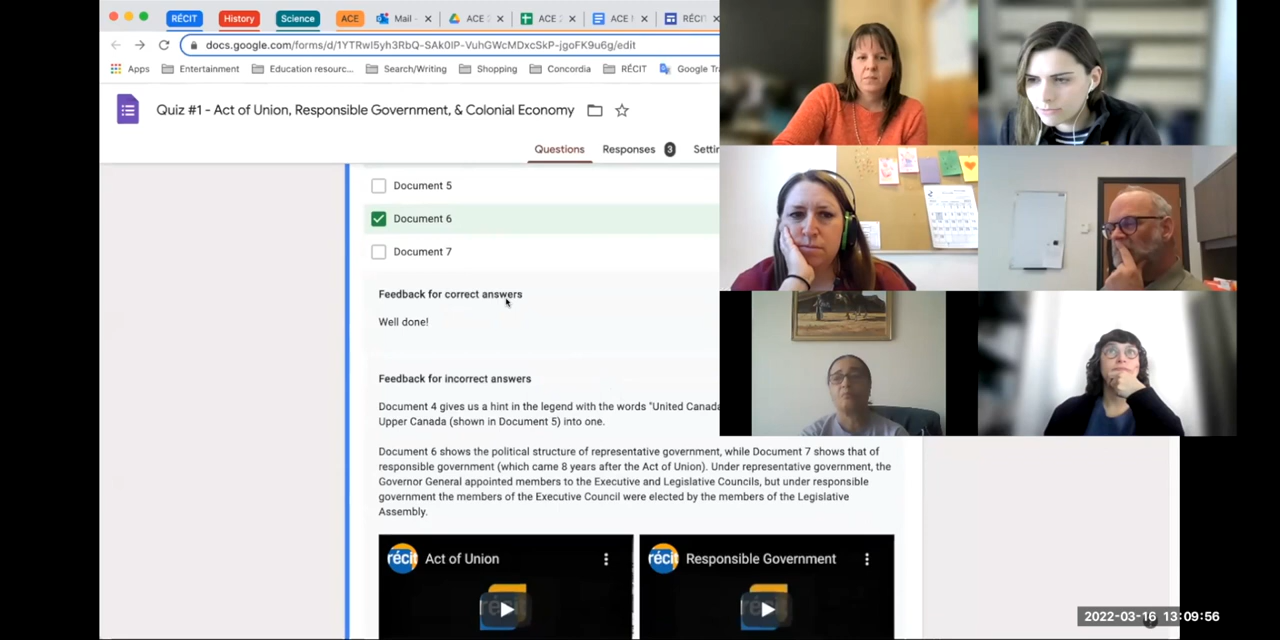 RÉCIT History Science ACE Mail - ACE ACE ACE RÉCI
docs.google.com/forms/d/1YTRwI5yh3RbQ-SAk0IP-VuhGWcMDxcSkP-jgoFK9u6g/edit
Apps Entertainment Education resourc... Search/Writing Shopping Concordia RÉCIT Google Tra
Quiz #1 - Act of Union, Responsible Government, & Colonial Economy
Questions Responses 3 Settin
Document 5
Document 6
Document 7
Feedback for correct answers
Well done!
Feedback for incorrect answers
Document 4 gives us a hint in the legend with the words "United Canada
Upper Canada (shown in Document 5) into one.
Document 6 shows the political structure of representative government, while Document 7 shows that of
responsible government (which came 8 years after the Act of Union). Under representative government, the
Governor General appointed members to the Executive and Legislative Councils, but under responsible
government the members of the Executive Council were elected by the members of the Legislative
Assembly.
récit Act of Union récit Responsible Government
2022-03-16 13:09:56